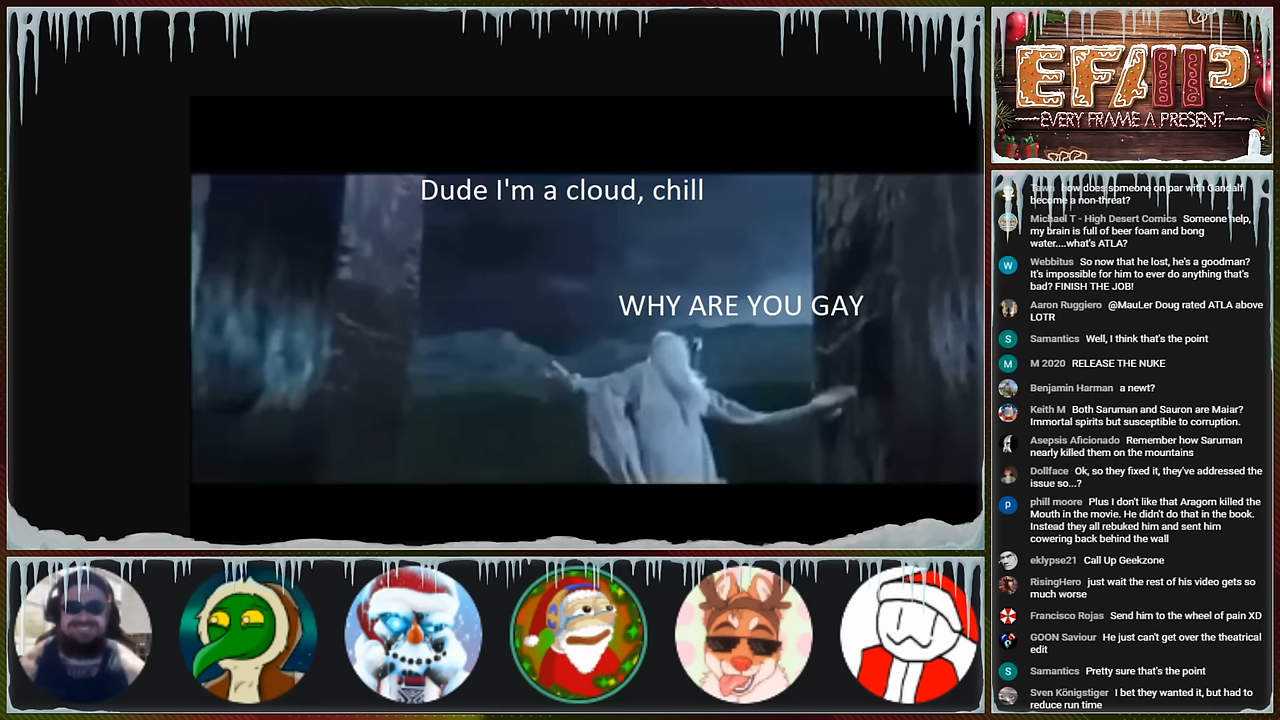 Dude I'm a cloud, chill
WHY ARE YOU GAY
EFAP
EVERY FRAME A PRESENT
Tawn how does someone on par with Gandalf
become a non-threat?
Michael T - High Desert Comics Someone help,
my brain is full of beer foam and bong
water....what's ATLA?
W
Webbitus So now that he lost, he's a goodman?
It's impossible for him to ever do anything that's
bad? FINISH THE JOB!
Aaron Ruggiero @MauLer Doug rated ATLA above
LOTR
S
Samantics Well, I think that's the point
M
M 2020 RELEASE THE NUKE
Benjamin Harman a newt?
Keith M Both Saruman and Sauron are Maiar?
Immortal spirits but susceptible to corruption.
Asepsis Aficionado Remember how Saruman
nearly killed them on the mountains
Dollface Ok, so they fixed it, they've addressed the
issue so...?
p
phill moore Plus I don't like that Aragorn killed the
Mouth in the movie. He didn't do that in the book.
Instead they all rebuked him and sent him
cowering back behind the wall
eklypse21 Call Up Geekzone
RisingHero just wait the rest of his video gets so
much worse
Francisco Rojas Send him to the wheel of pain XD
GOON Saviour He just can't get over the theatrical
edit
S
Samantics Pretty sure that's the point
Sven Königstiger I bet they wanted it, but had to
reduce run time